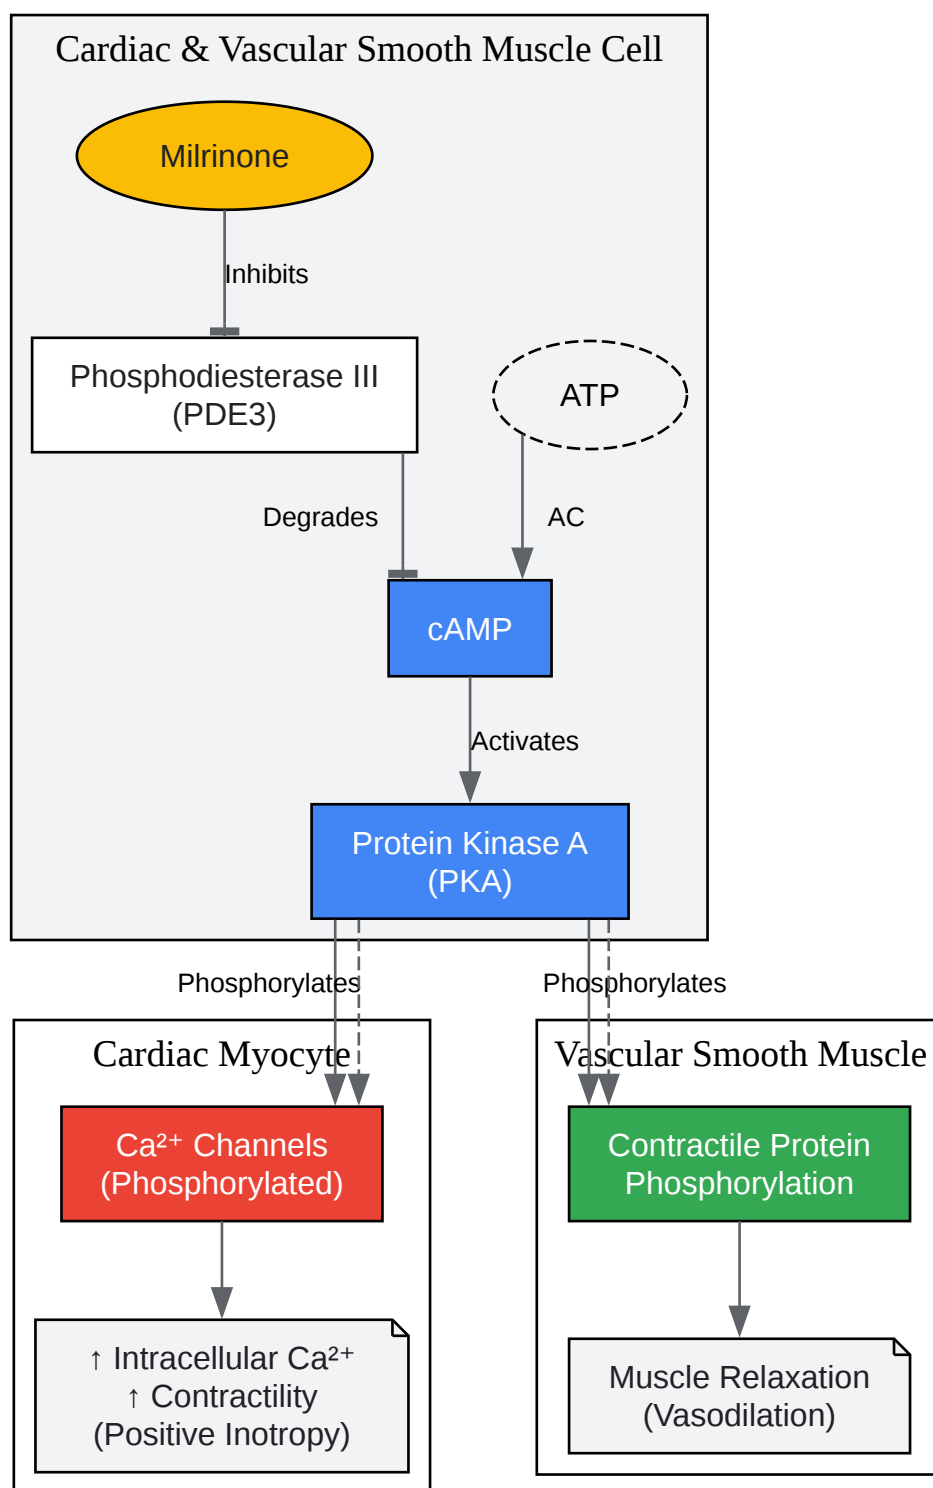 Cardiac & Vascular Smooth Muscle Cell
Milrinone
Inhibits
Phosphodiesterase III
(PDE3)
ATP
Degrades
AC
cAMP
Activates
Protein Kinase A
(PKA)
Phosphorylates
Phosphorylates
Cardiac Myocyte
Vascular Smooth Muscle
Ca²⁺ Channels
(Phosphorylated)
Contractile Protein
Phosphorylation
↑ Intracellular Ca²⁺
↑ Contractility
(Positive Inotropy)
Muscle Relaxation
(Vasodilation)